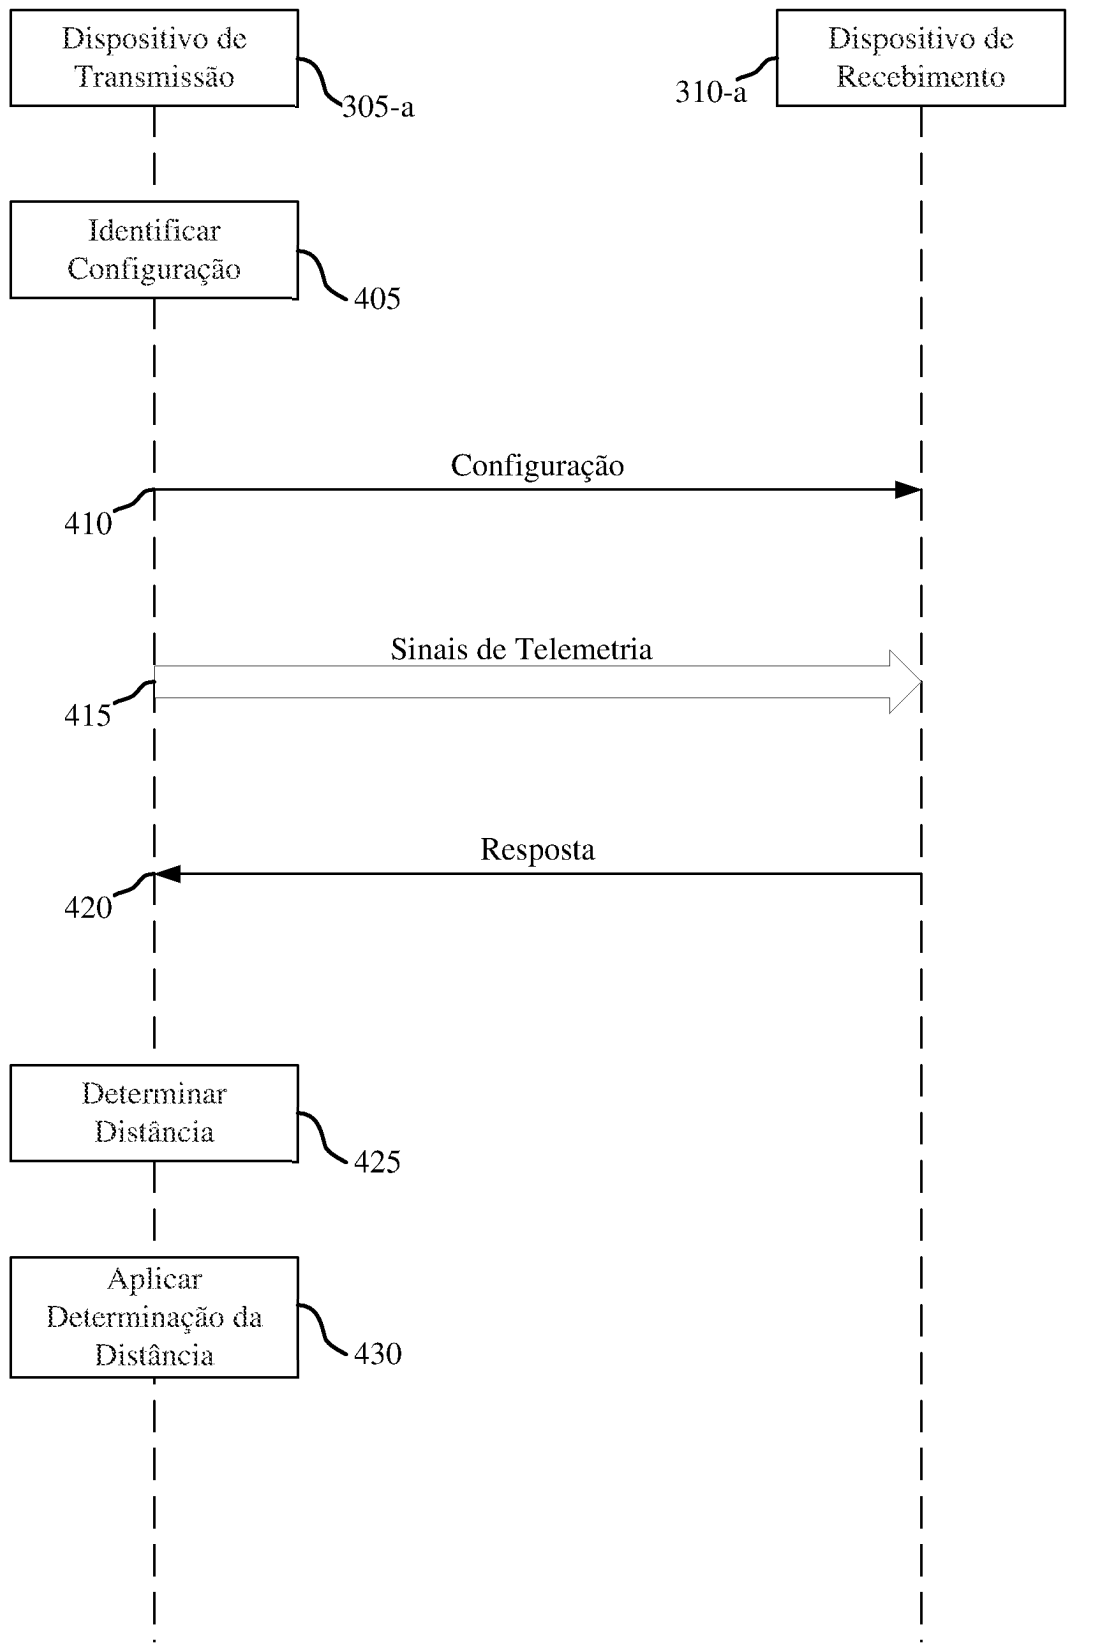 Dispositivo de
Transmissão
305-a
Dispositivo de
Recebimento
310-a
Identificar
Configuração
405
Configuração
410
Sinais de Telemetria
415
Resposta
420
Determinar
Distância
425
Aplicar
Determinação da
Distância
430